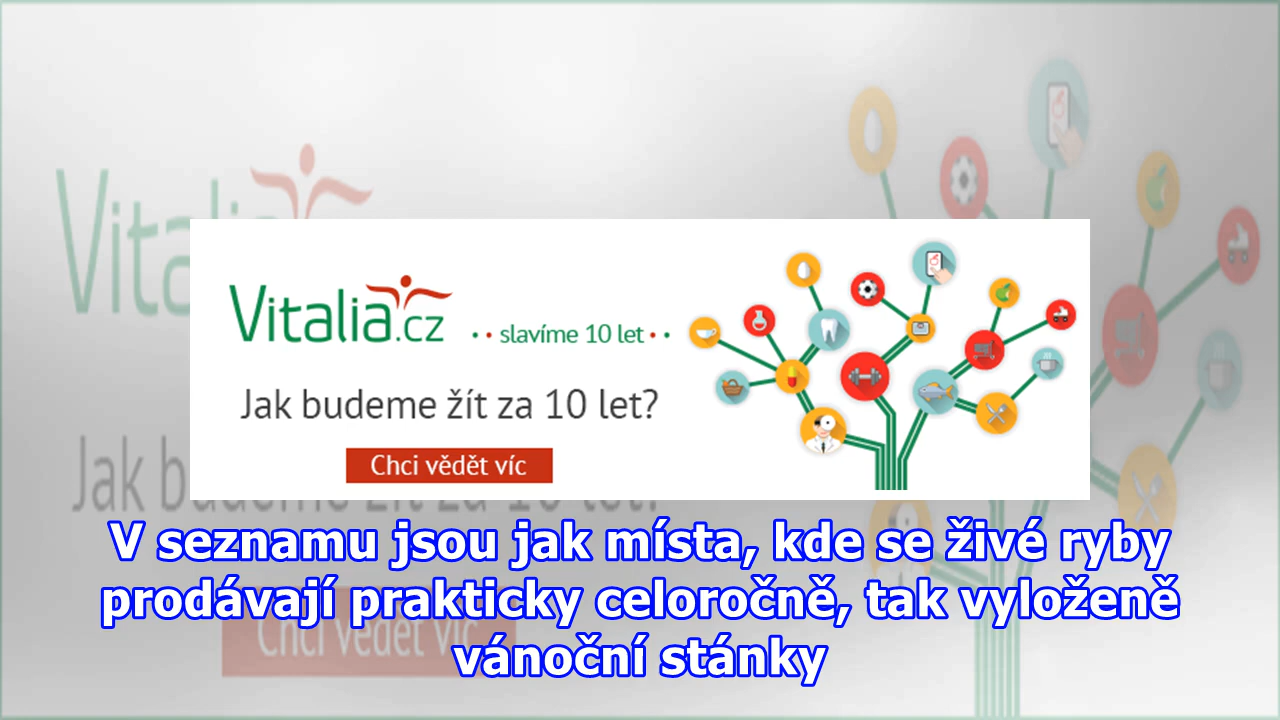 Vitalia.cz
•• slavíme 10 let ••
Jak budeme žít za 10 let?
Chci vědět víc
V seznamu jsou jak místa, kde se živé ryby
prodávají prakticky celoročně, tak vyloženě
vánoční stánky